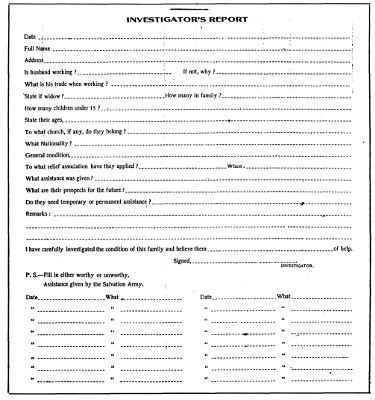 INVESTIGATOR'S REPORT
Date
Full Name
Address
Is husband working ? If not, why ?
What is his trade when working ?
State if widow ? How many in family ?
How many children under 15 ?
State their ages,
To what church, if any, do they belong ?
What Nationality ?
General condition,
To what relief association have they applied ? When
What assistance was given ?
What are their prospects for the future ?
Do they need temporary or permanent assistance ?
Remarks :
I have carefully investigated the condition of this family and believe them of help.
Signed,
INVESTIGATOR.
P. S.—Fill in either worthy or unworthy.
Assistance given by the Salvation Army.
Date What Date What
" " " "
" " " "
" " " "
" " " "
" " " "
" " " "
" " " "